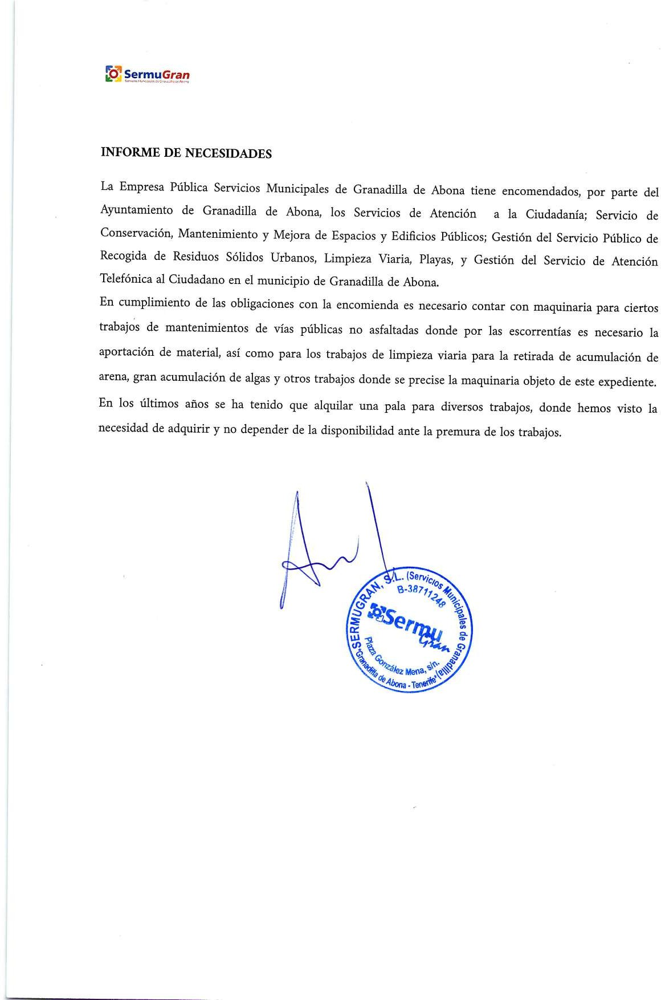 SermuGran
Servicios Municipales de Granadilla de Abona
INFORME DE NECESIDADES
La Empresa Pública Servicios Municipales de Granadilla de Abona tiene encomendados, por parte del
Ayuntamiento de Granadilla de Abona, los Servicios de Atención a la Ciudadanía; Servicio de
Conservación, Mantenimiento y Mejora de Espacios y Edificios Públicos; Gestión del Servicio Público de
Recogida de Residuos Sólidos Urbanos, Limpieza Viaria, Playas, y Gestión del Servicio de Atención
Telefónica al Ciudadano en el municipio de Granadilla de Abona.
En cumplimiento de las obligaciones con la encomienda es necesario contar con maquinaria para ciertos
trabajos de mantenimientos de vías públicas no asfaltadas donde por las escorrentías es necesario la
aportación de material, así como para los trabajos de limpieza viaria para la retirada de acumulación de
arena, gran acumulación de algas y otros trabajos donde se precise la maquinaria objeto de este expediente.
En los últimos años se ha tenido que alquilar una pala para diversos trabajos, donde hemos visto la
necesidad de adquirir y no depender de la disponibilidad ante la premura de los trabajos.
SERMUGRAN, S.L. (Servicios Municipales de Granadilla)
B-38711248
Sermu
Gran
Plaza González Mena, s/n.
*Granadilla de Abona - Tenerife*